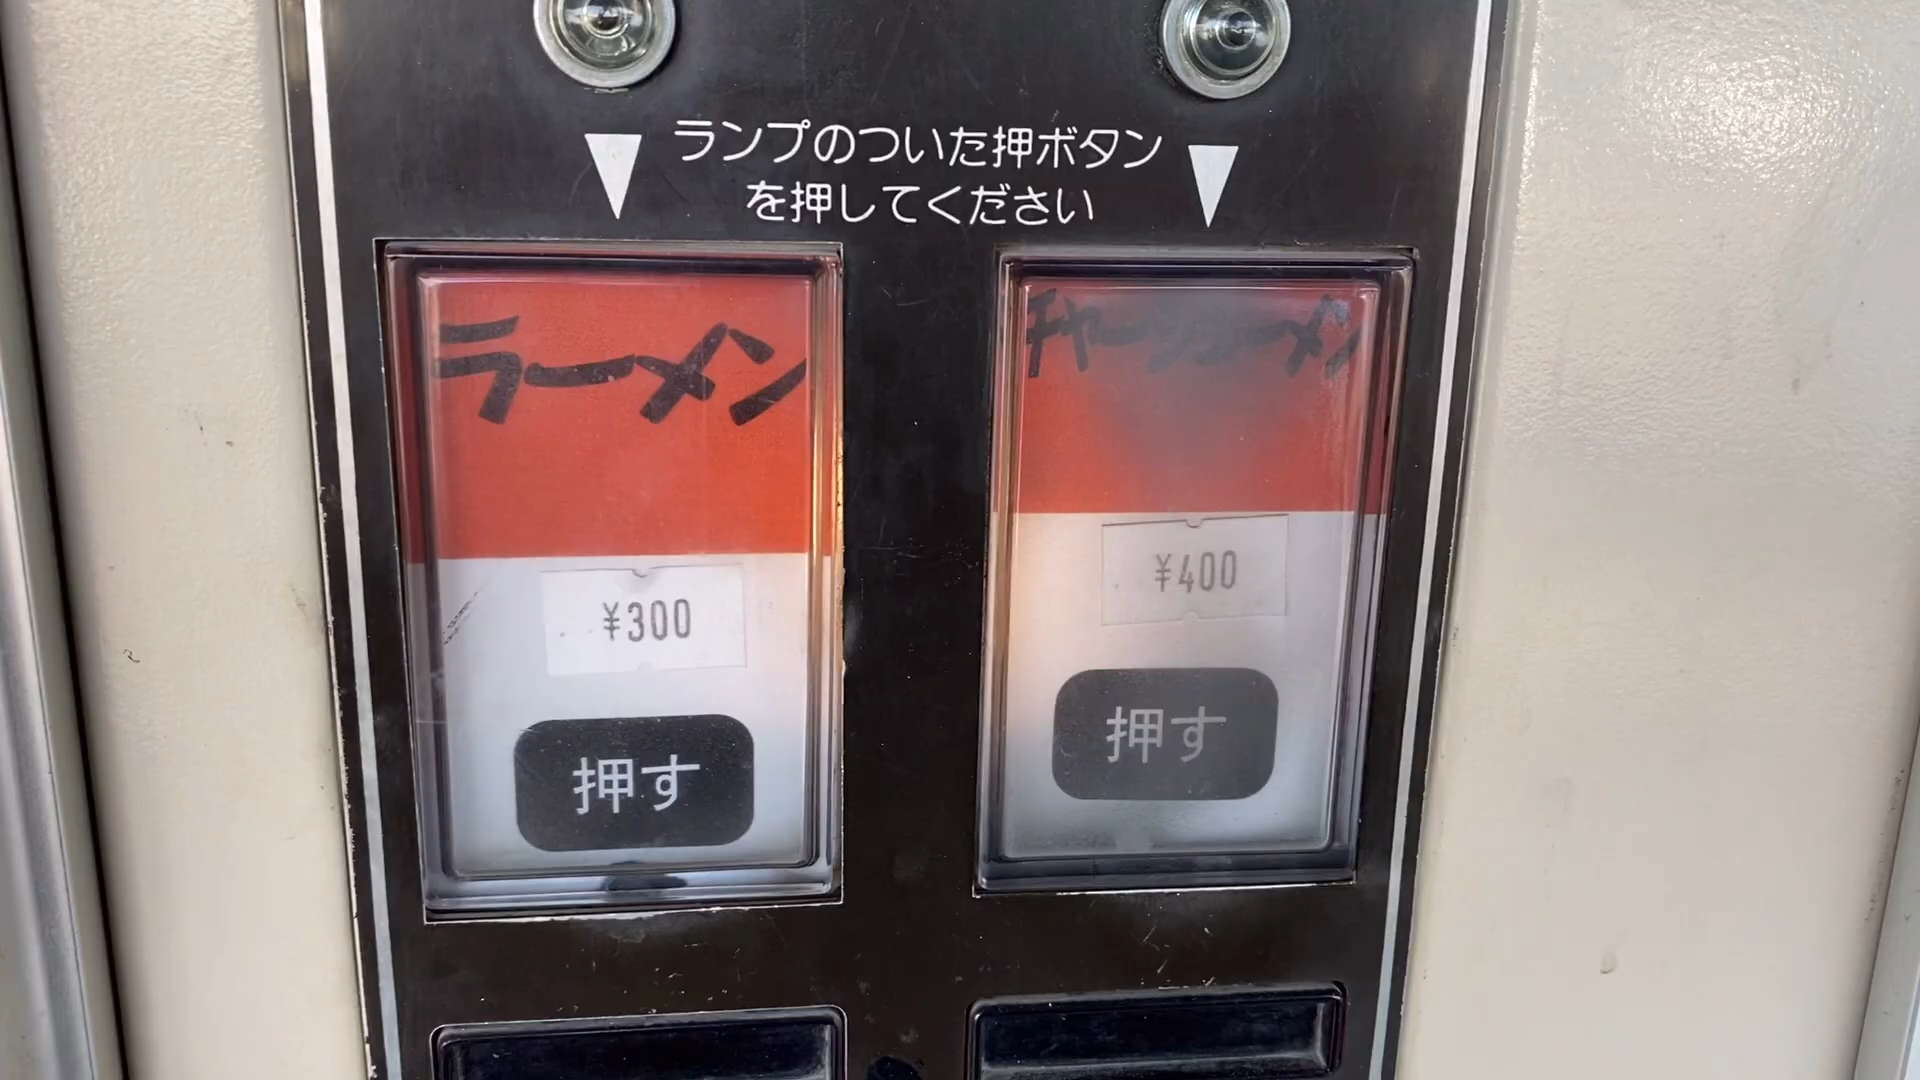 ランプのついた押ボタン
を押してください
ラーメン
¥300
押す
チャーシューメン
¥400
押す